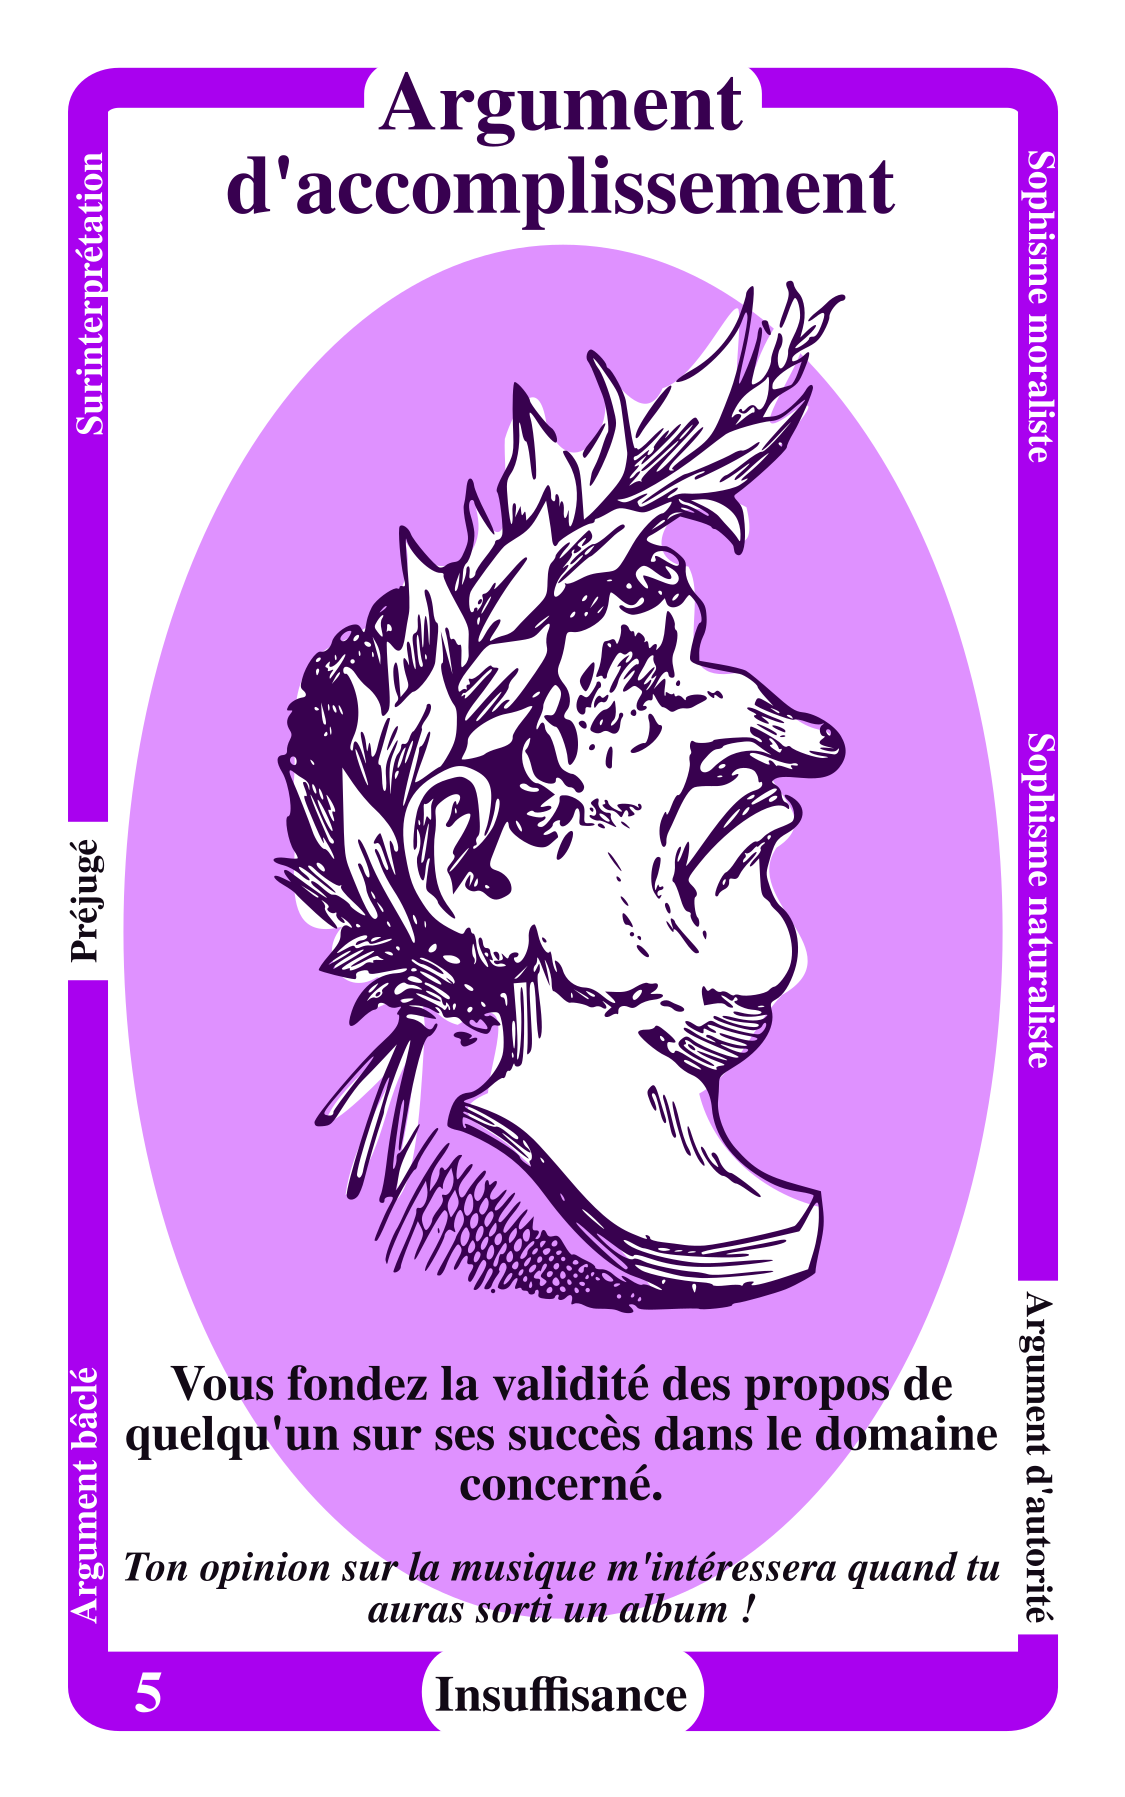 Argument
d'accomplissement
Surinterprétation
Préjugé
Argument bâclé
Sophisme moraliste
Sophisme naturaliste
Argument d'autorité
Vous fondez la validité des propos de
quelqu'un sur ses succès dans le domaine
concerné.
Ton opinion sur la musique m'intéressera quand tu
auras sorti un album !
5
Insuffisance